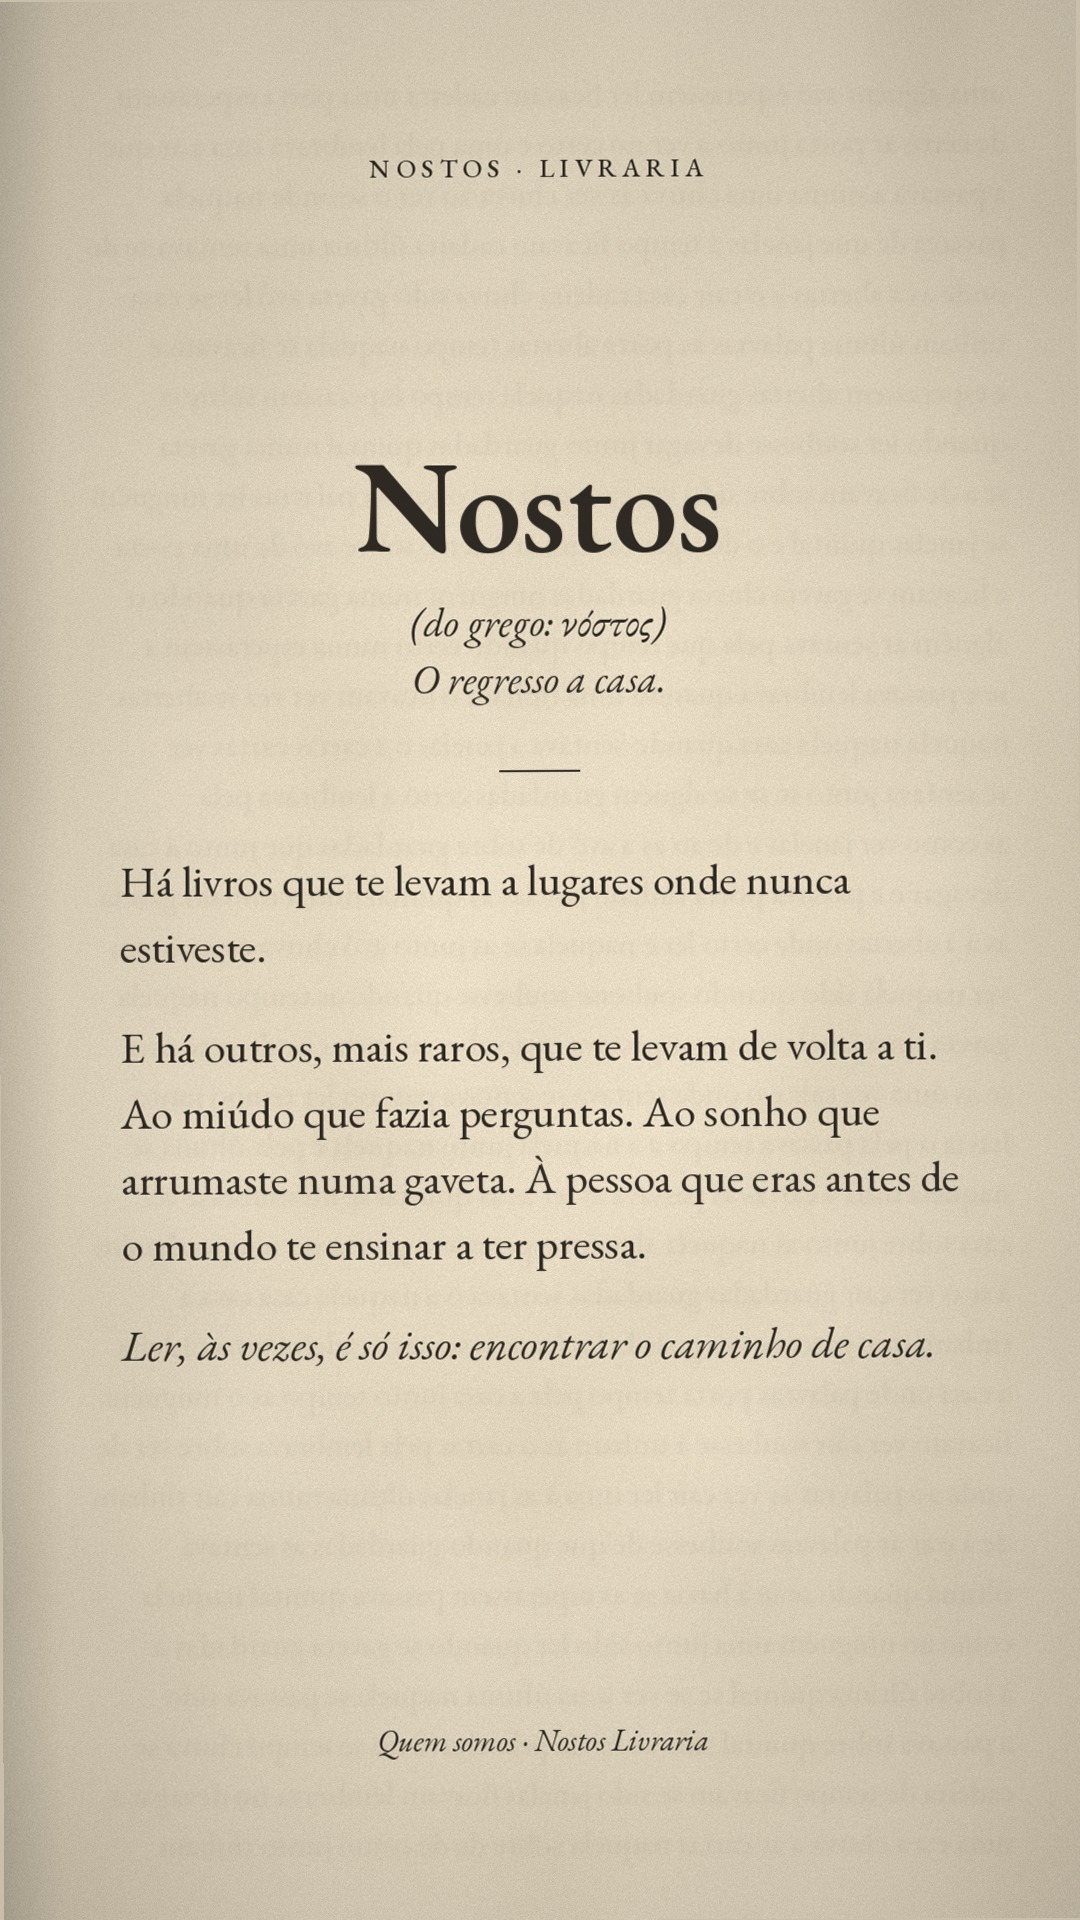 NOSTOS · LIVRARIA
Nostos
(do grego: νόστος)
O regresso a casa.
Há livros que te levam a lugares onde nunca
estiveste.
E há outros, mais raros, que te levam de volta a ti.
Ao miúdo que fazia perguntas. Ao sonho que
arrumaste numa gaveta. À pessoa que eras antes de
o mundo te ensinar a ter pressa.
Ler, às vezes, é só isso: encontrar o caminho de casa.
Quem somos · Nostos Livraria